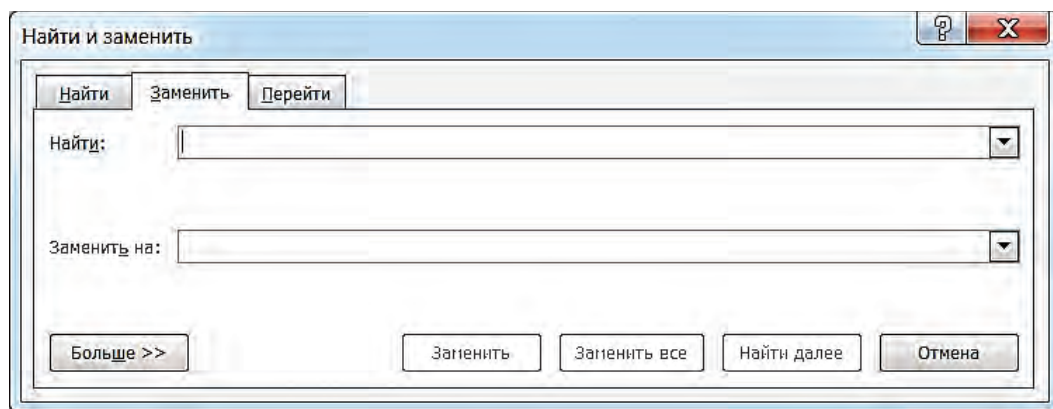 Найти и заменить
Найти Заменить Перейти
Найти:
Заменить на:
Больше >> Заменить Заменить все Найти далее Отмена